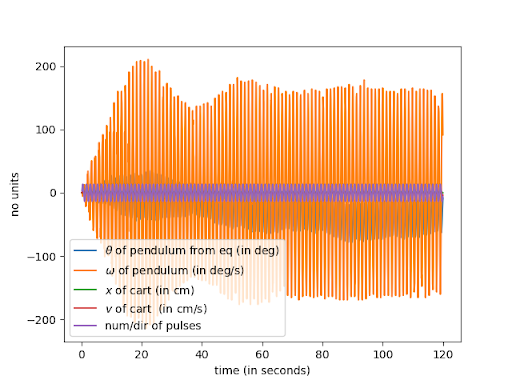 200
100
0
−100
−200
no units
θ of pendulum from eq (in deg)
ω of pendulum (in deg/s)
x of cart (in cm)
v of cart (in cm/s)
num/dir of pulses
0 20 40 60 80 100 120
time (in seconds)